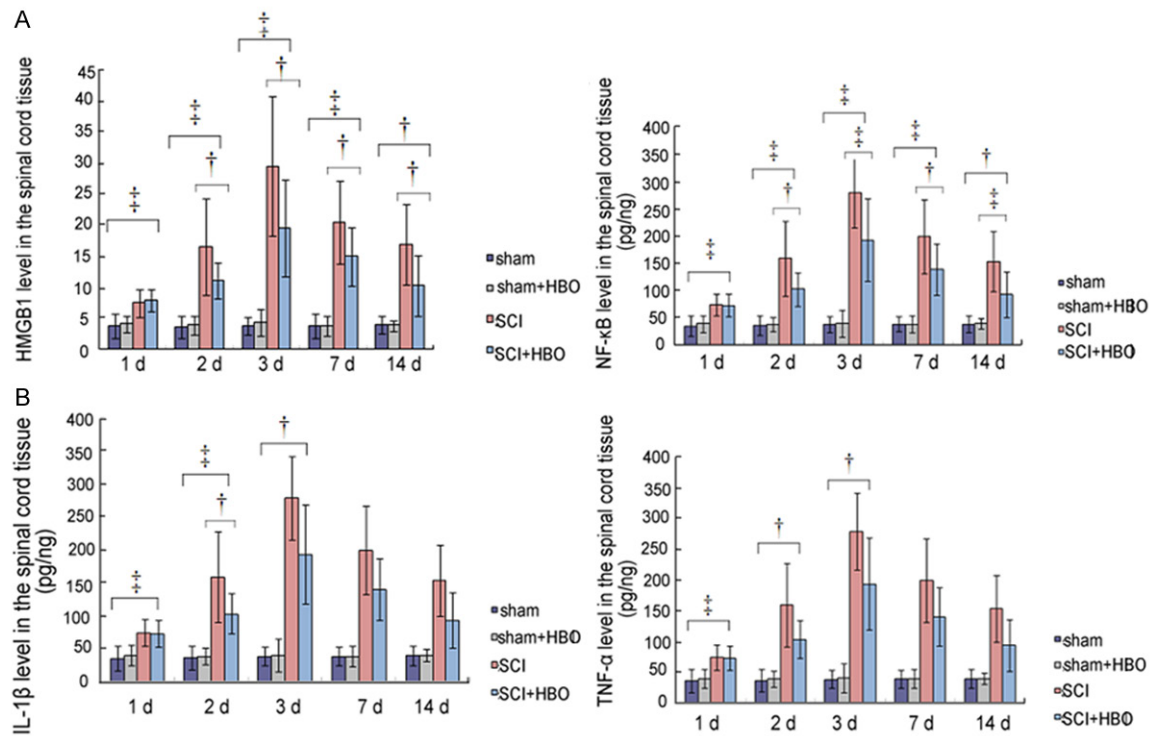 A
HMGB1 level in the spinal cord tissue
45
40
35
30
25
20
15
10
5
0
‡
‡ †
‡ †
‡ †
† †
1 d 2 d 3 d 7 d 14 d
sham
sham+HBO
SCI
SCI+HBO
NF-κB level in the spinal cord tissue
(pg/ng)
400
350
300
250
200
150
100
50
0
‡
‡ †
‡ ‡
‡ †
† ‡
1 d 2 d 3 d 7 d 14 d
sham
sham+HBO
SCI
SCI+HBO
B
IL-1β level in the spinal cord tissue
(pg/ng)
400
350
300
250
200
150
100
50
0
‡
‡ †
†
1 d 2 d 3 d 7 d 14 d
sham
sham+HBO
SCI
SCI+HBO
TNF-α level in the spinal cord tissue
(pg/ng)
400
350
300
250
200
150
100
50
0
‡
†
†
1 d 2 d 3 d 7 d 14 d
sham
sham+HBO
SCI
SCI+HBO